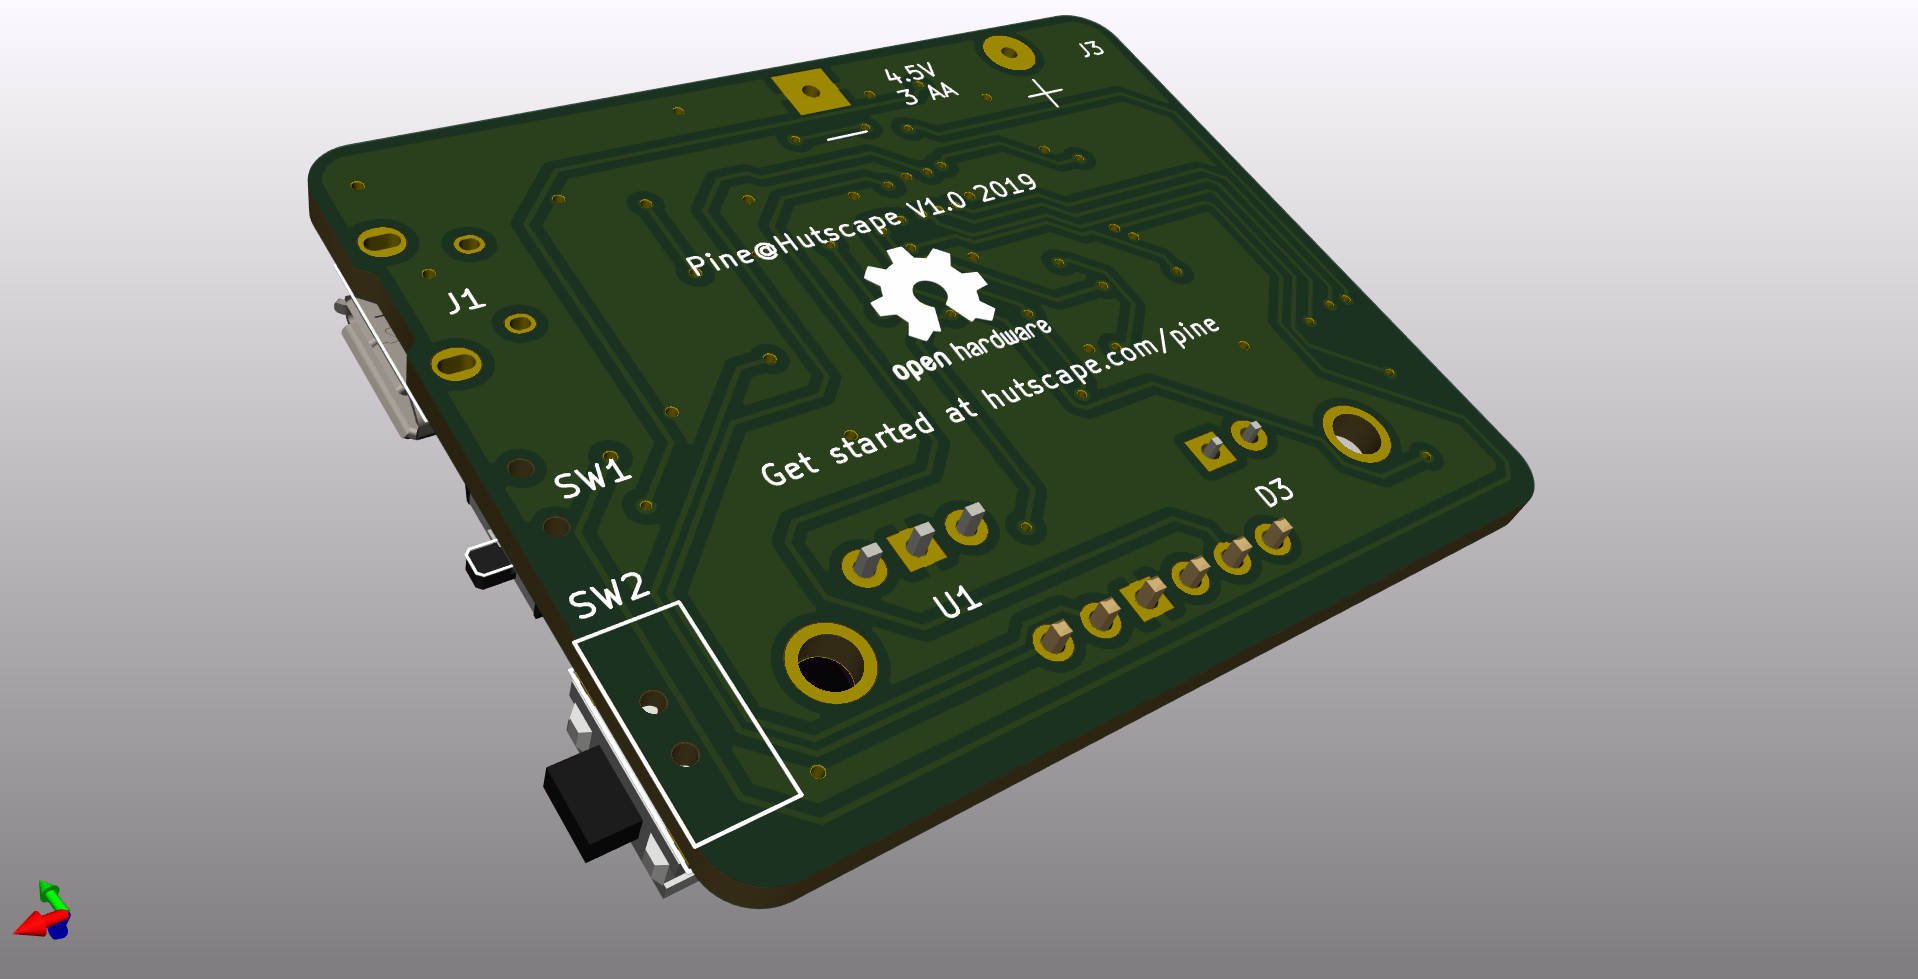 J3
4.5V
3 AA
+
-
Pine@Hutscape V1.0 2019
J1
open hardware
Get started at hutscape.com/pine
SW1
D3
SW2
U1